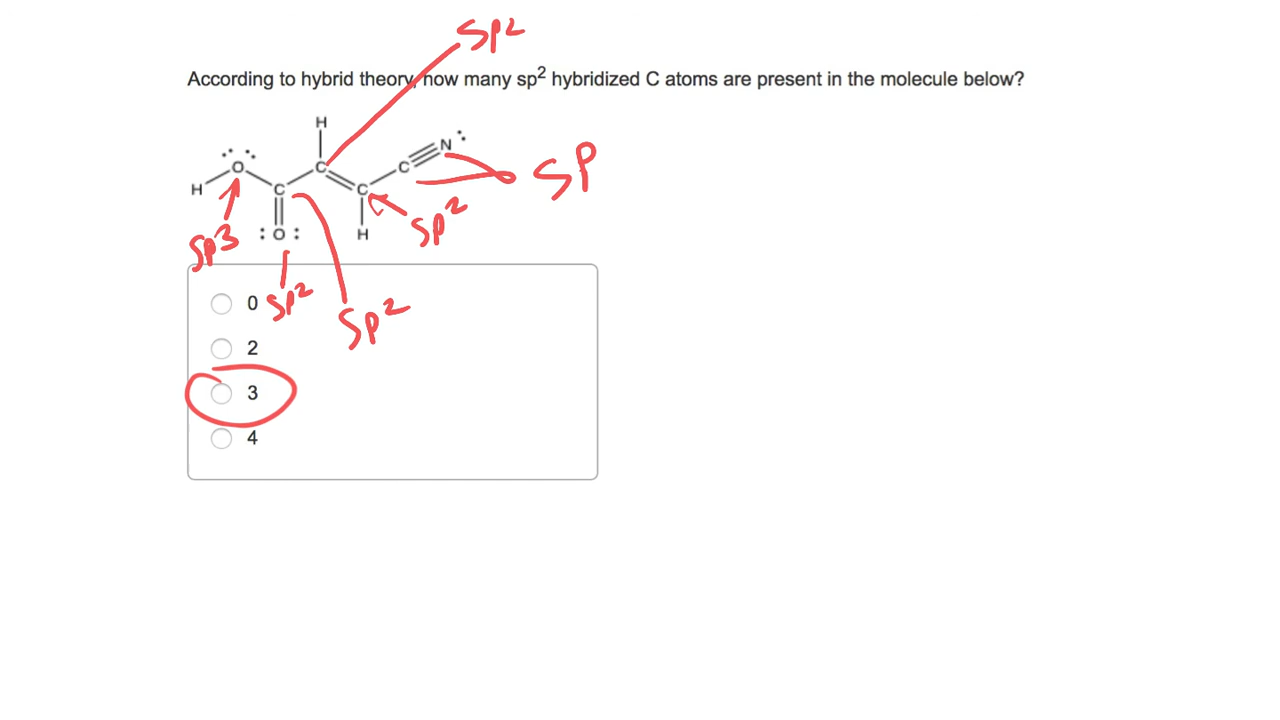 sp2
According to hybrid theory, how many sp2 hybridized C atoms are present in the molecule below?
H
N
H O C C C C SP
sp3 :O: H sp2
0 sp2 sp2
2
3
4